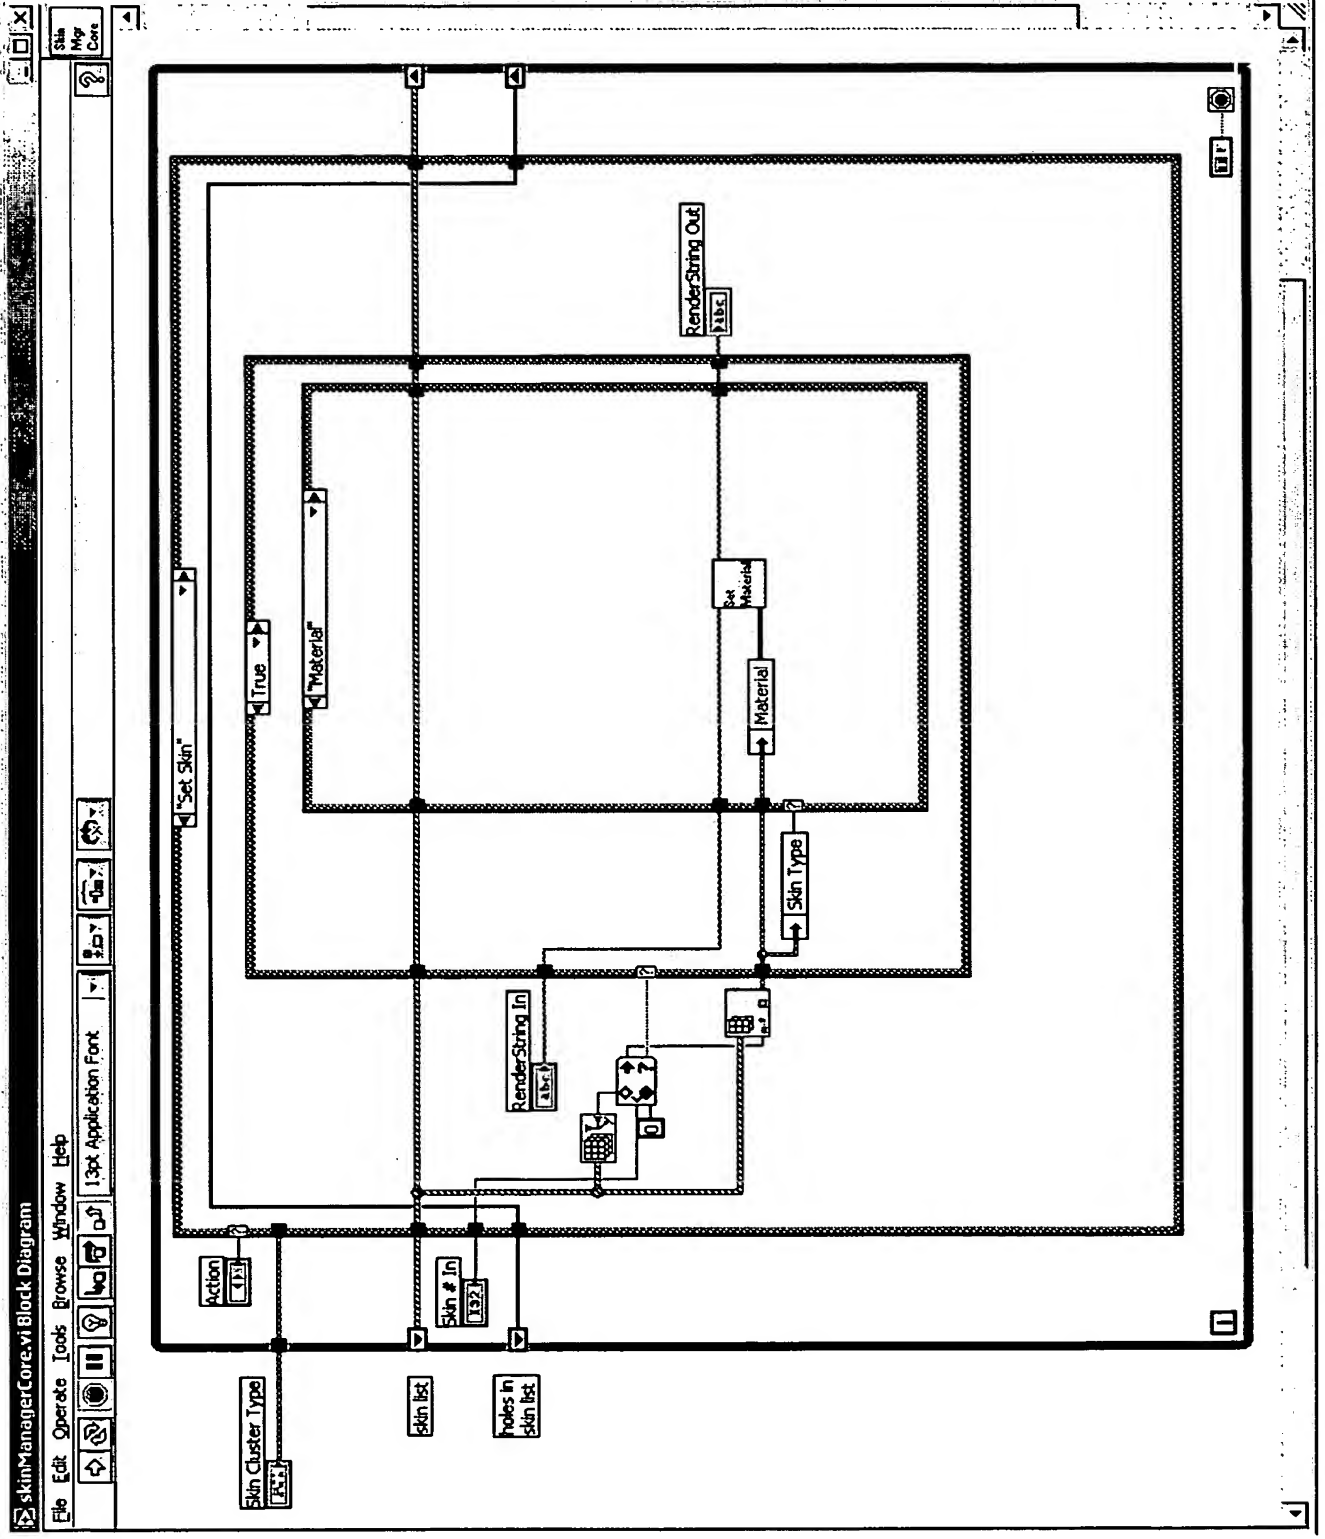 skinManagerCore.vi Block Diagram
File Edit Operate Tools Browse Window Help
13pt Application Font
Skin
Mgr
Core
Skin Cluster Type
skin list
holes in
skin list
Action
Skin # In
I32
"Set Skin"
True
"Material"
RenderString In
abc
0
Skin Type
Material
Set
Material
RenderString Out
abc
i